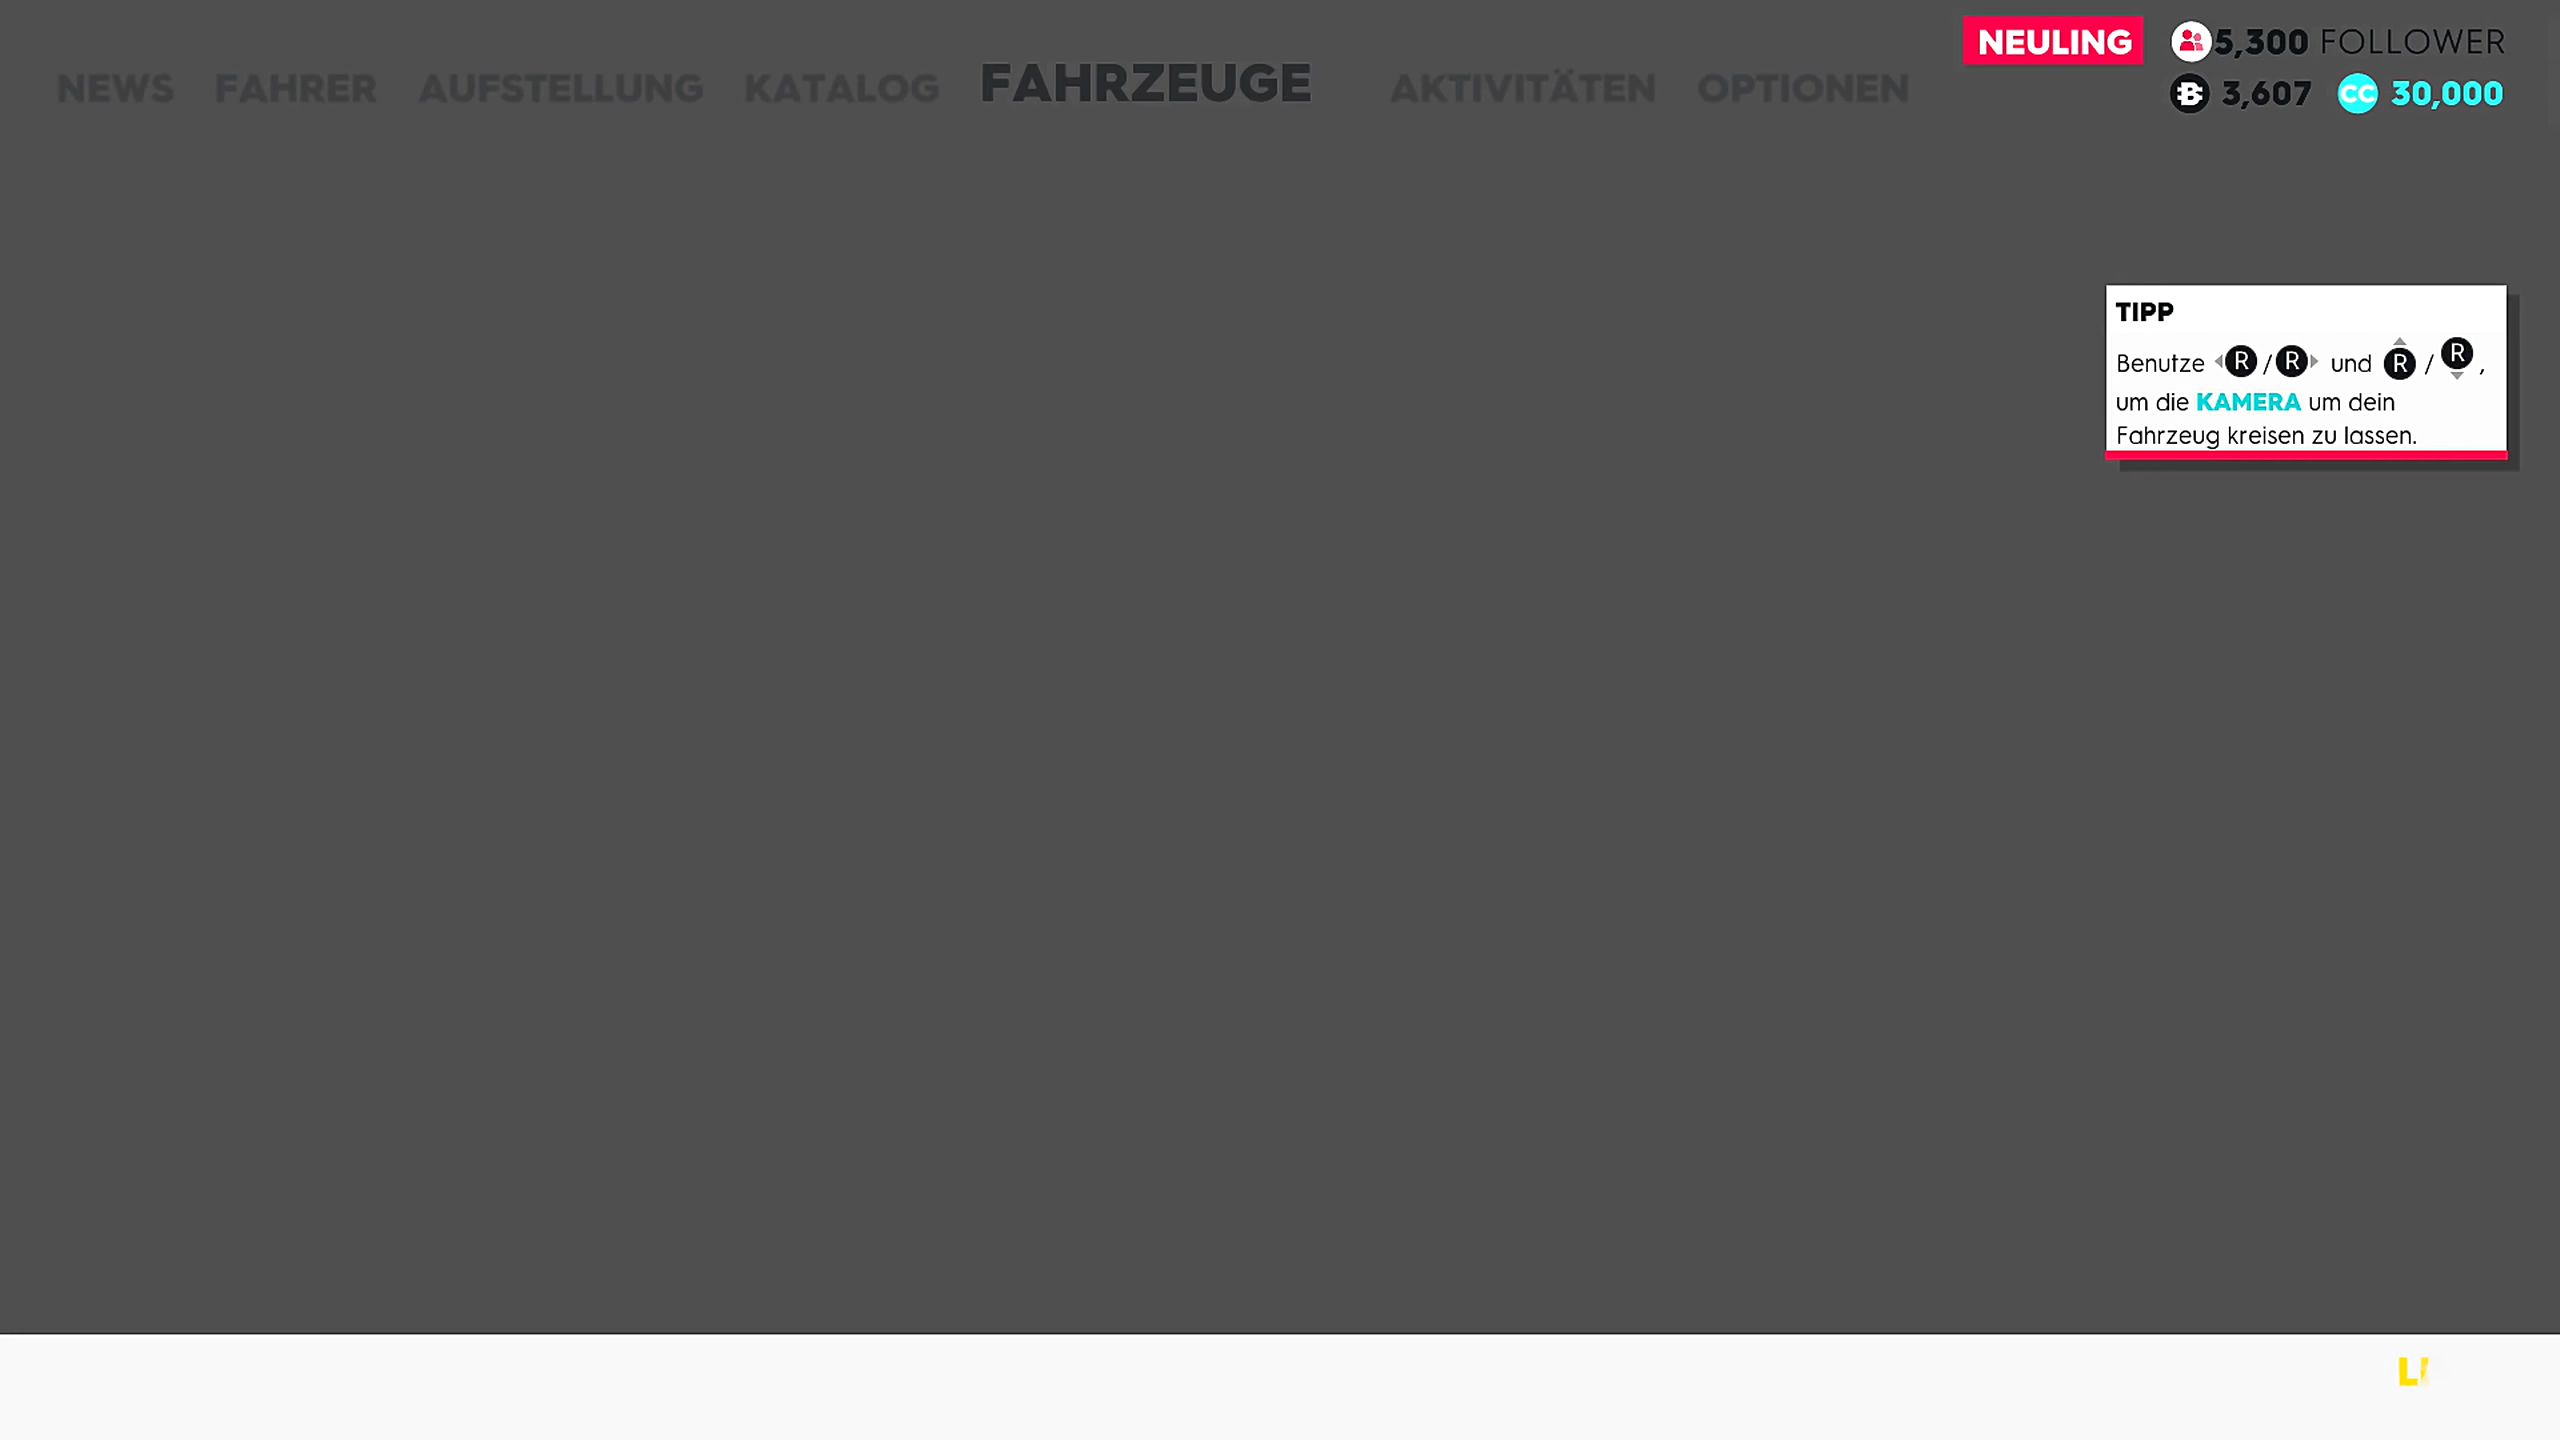 NEULING 5,300 FOLLOWER
NEWS FAHRER AUFSTELLUNG KATALOG FAHRZEUGE AKTIVITÄTEN OPTIONEN
3,607 CC 30,000
TIPP
Benutze R / R und R / R ,
um die KAMERA um dein
Fahrzeug kreisen zu lassen.